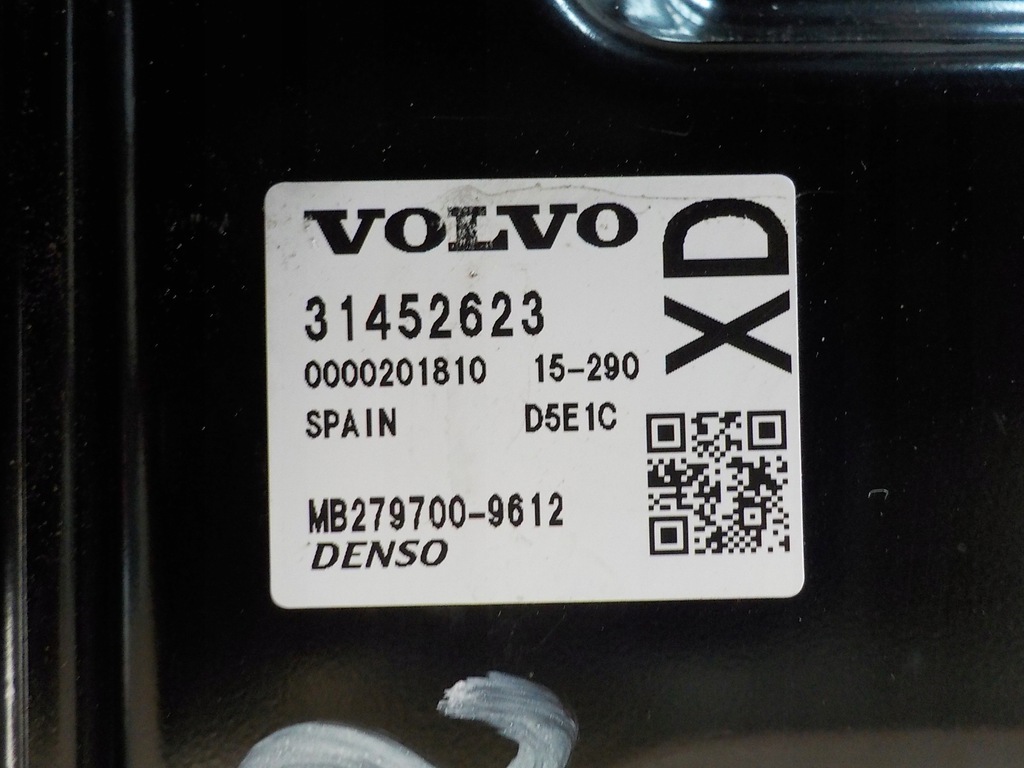 VOLVO
XD
31452623
0000201810 15-290
SPAIN D5E1C
MB279700-9612
DENSO